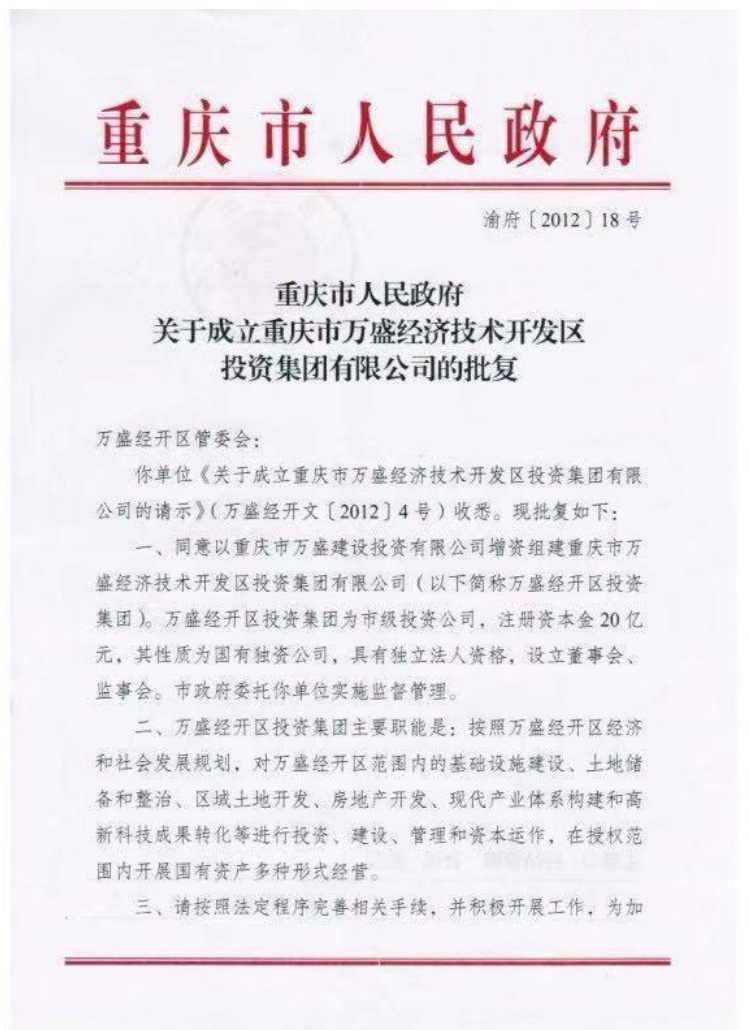 重庆市人民政府
渝府〔2012〕18号
重庆市人民政府
关于成立重庆市万盛经济技术开发区
投资集团有限公司的批复
万盛经开区管委会：
你单位《关于成立重庆市万盛经济技术开发区投资集团有限
公司的请示》（万盛经开文〔2012〕4号）收悉。现批复如下：
一、同意以重庆市万盛建设投资有限公司增资组建重庆市万
盛经济技术开发区投资集团有限公司（以下简称万盛经开区投资
集团）。万盛经开区投资集团为市级投资公司，注册资本金20亿
元，其性质为国有独资公司，具有独立法人资格，设立董事会、
监事会。市政府委托你单位实施监督管理。
二、万盛经开区投资集团主要职能是：按照万盛经开区经济
和社会发展规划，对万盛经开区范围内的基础设施建设、土地储
备和整治、区域土地开发、房地产开发、现代产业体系构建和高
新科技成果转化等进行投资、建设、管理和资本运作，在授权范
围内开展国有资产多种形式经营。
三、请按照法定程序完善相关手续，并积极开展工作，为加